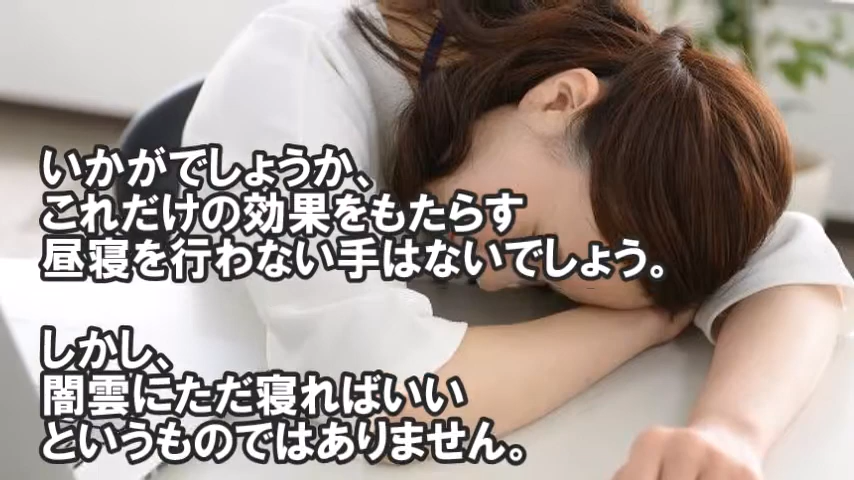 いかがでしょうか、
これだけの効果をもたらす
昼寝を行わない手はないでしょう。
しかし、
闇雲にただ寝ればいい
というものではありません。